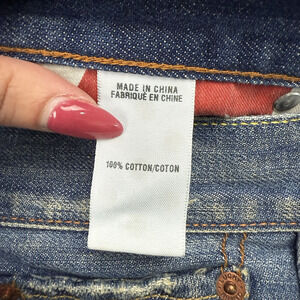 MADE IN CHINA
FABRIQUÉ EN CHINE
100% COTTON/COTON